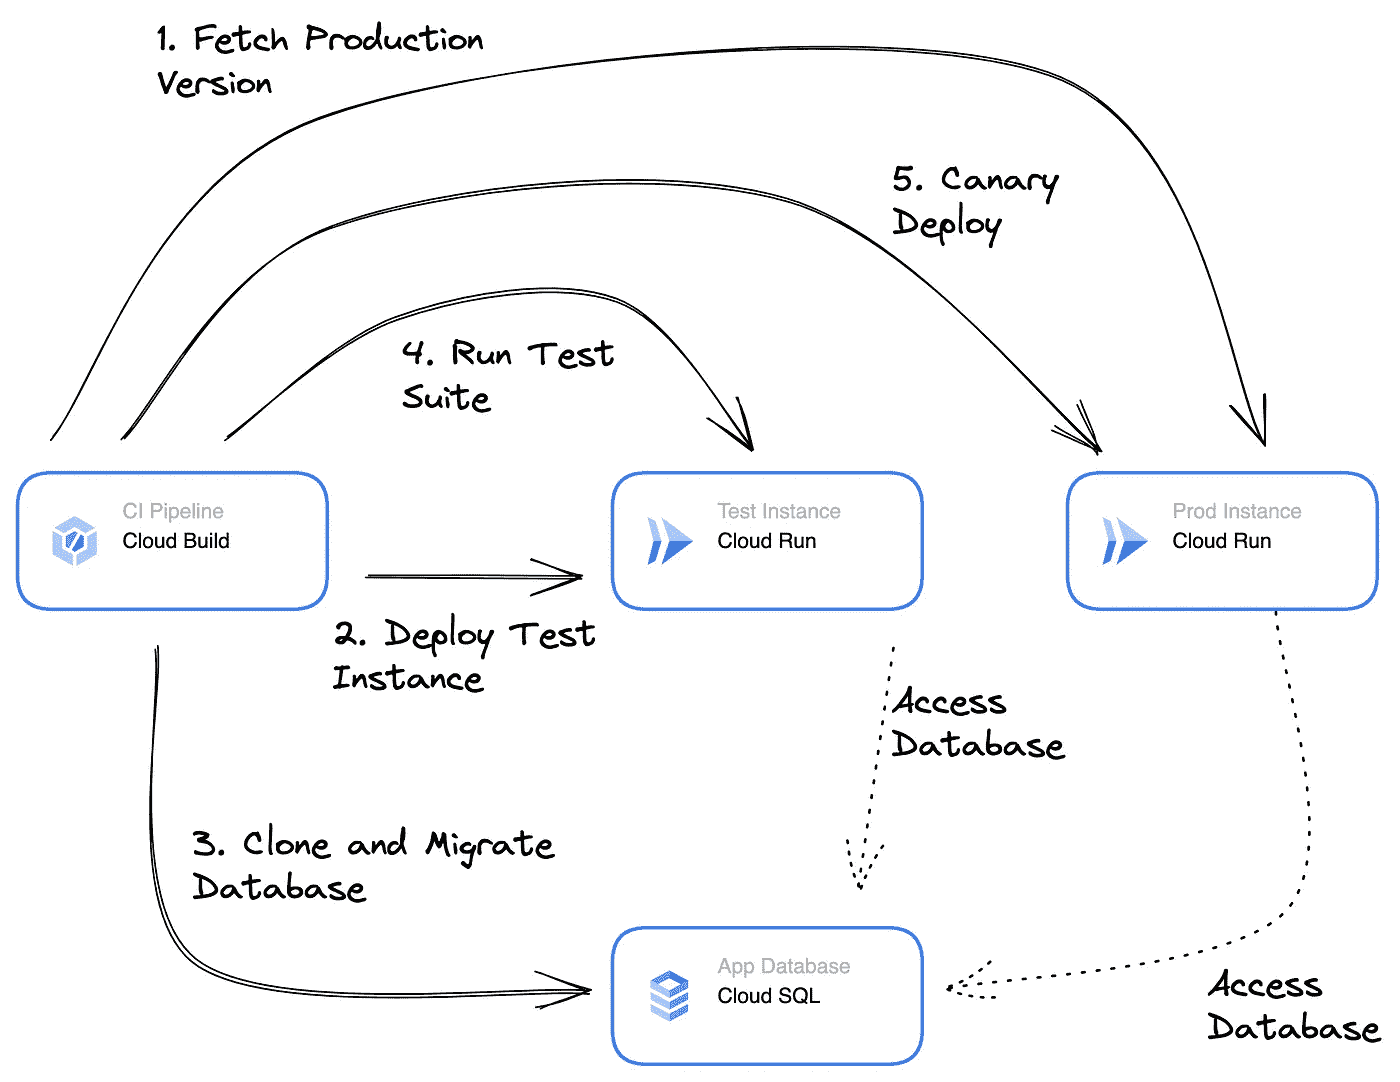 1. Fetch Production
Version
5. Canary
Deploy
4. Run Test
Suite
CI Pipeline
Cloud Build
Test Instance
Cloud Run
Prod Instance
Cloud Run
2. Deploy Test
Instance
Access
Database
3. Clone and Migrate
Database
App Database
Cloud SQL
Access
Database